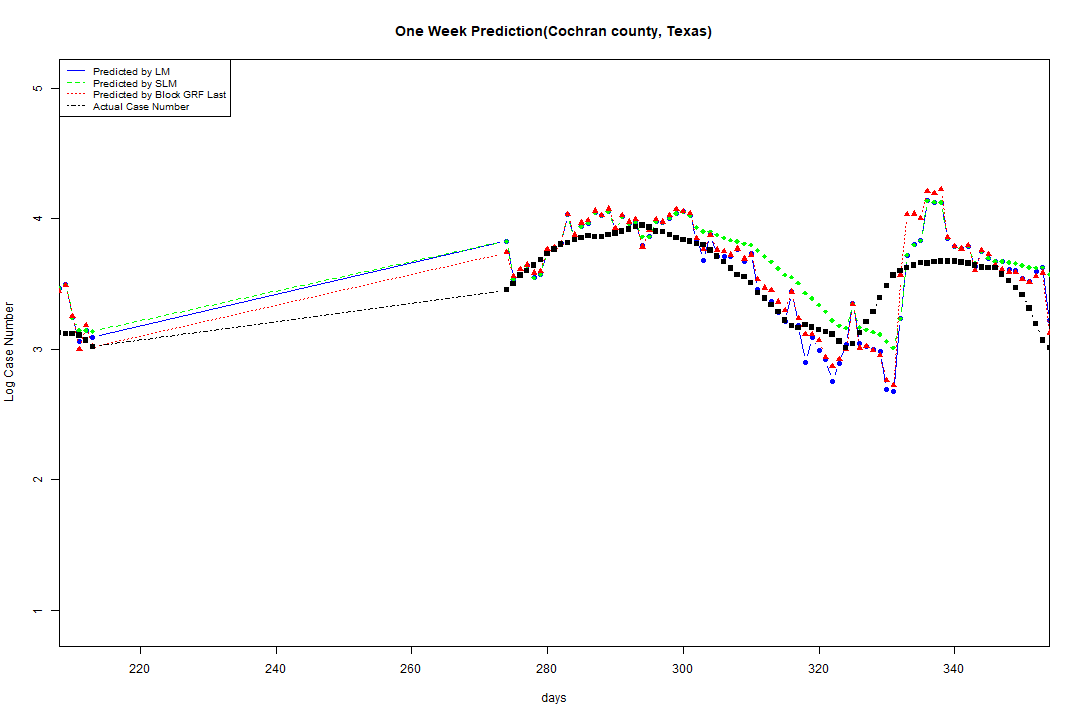 One Week Prediction(Cochran county, Texas)
Predicted by LM
Predicted by SLM
Predicted by Block GRF Last
Actual Case Number
5
4
3
2
1
Log Case Number
220 240 260 280 300 320 340
days